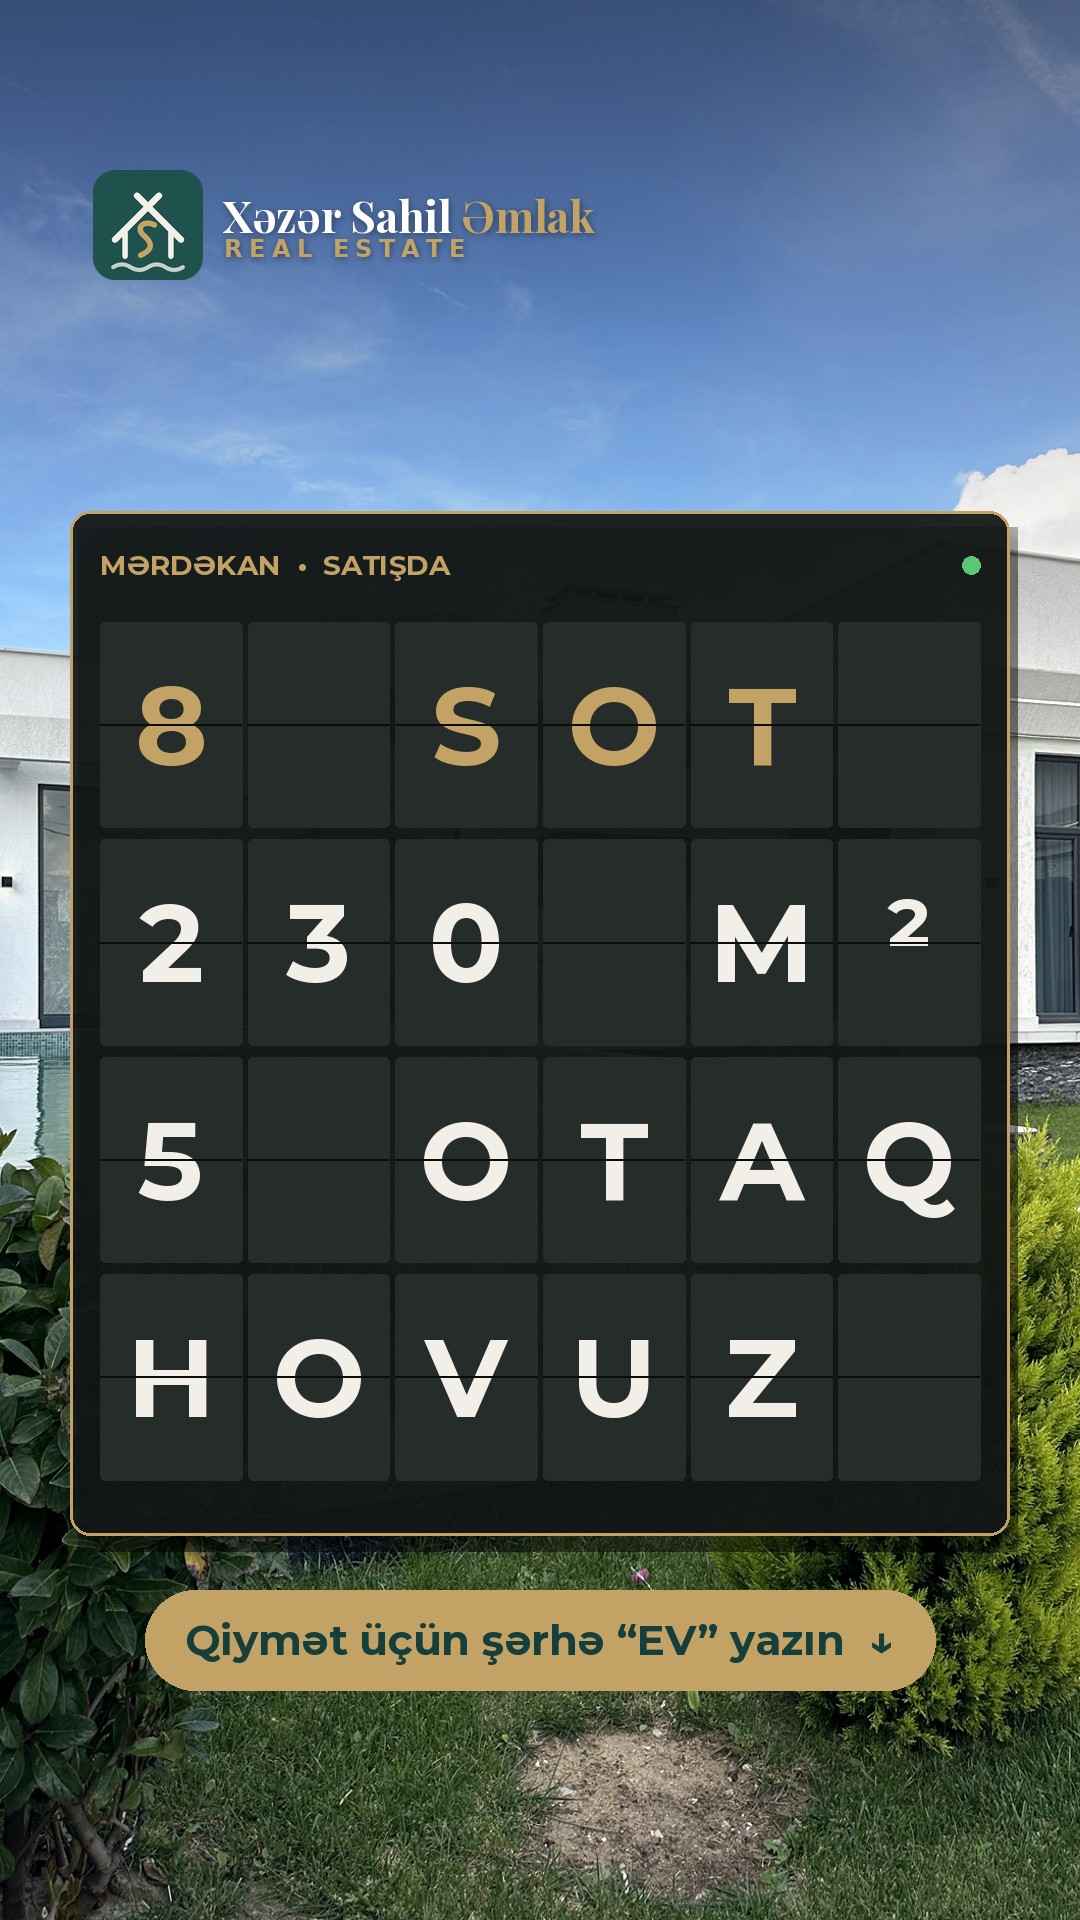 Xəzər Sahil Əmlak
REAL ESTATE
MƏRDƏKAN • SATIŞDA
8 SOT
230 M²
5 OTAQ
HOVUZ
Qiymət üçün şərhə “EV” yazın ↓